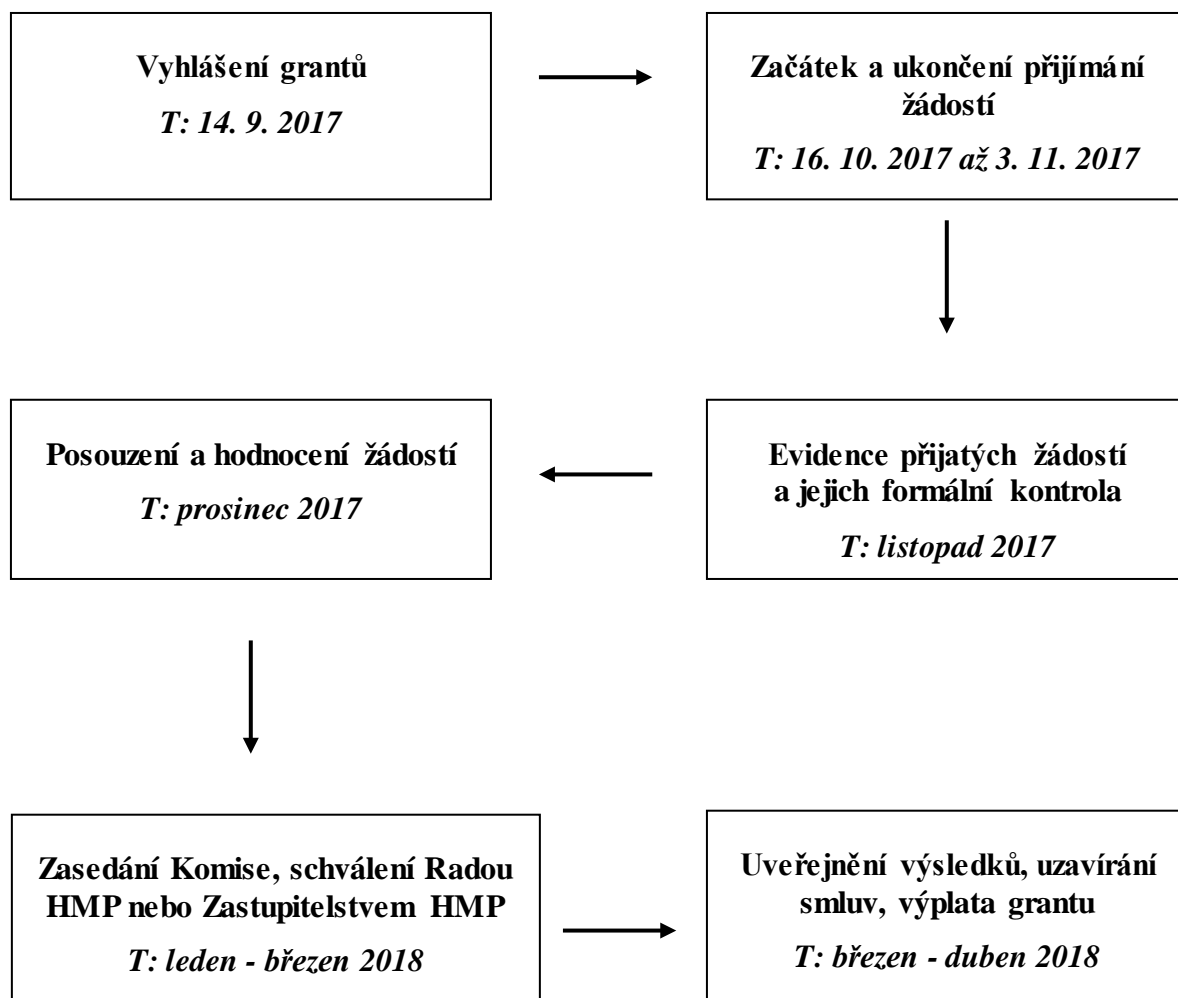 Vyhlášení grantů
T: 14. 9. 2017
Začátek a ukončení přijímání
žádostí
T: 16. 10. 2017 až 3. 11. 2017
Posouzení a hodnocení žádostí
T: prosinec 2017
Evidence přijatých žádostí
a jejich formální kontrola
T: listopad 2017
Zasedání Komise, schválení Radou
HMP nebo Zastupitelstvem HMP
T: leden - březen 2018
Uveřejnění výsledků, uzavírání
smluv, výplata grantu
T: březen - duben 2018